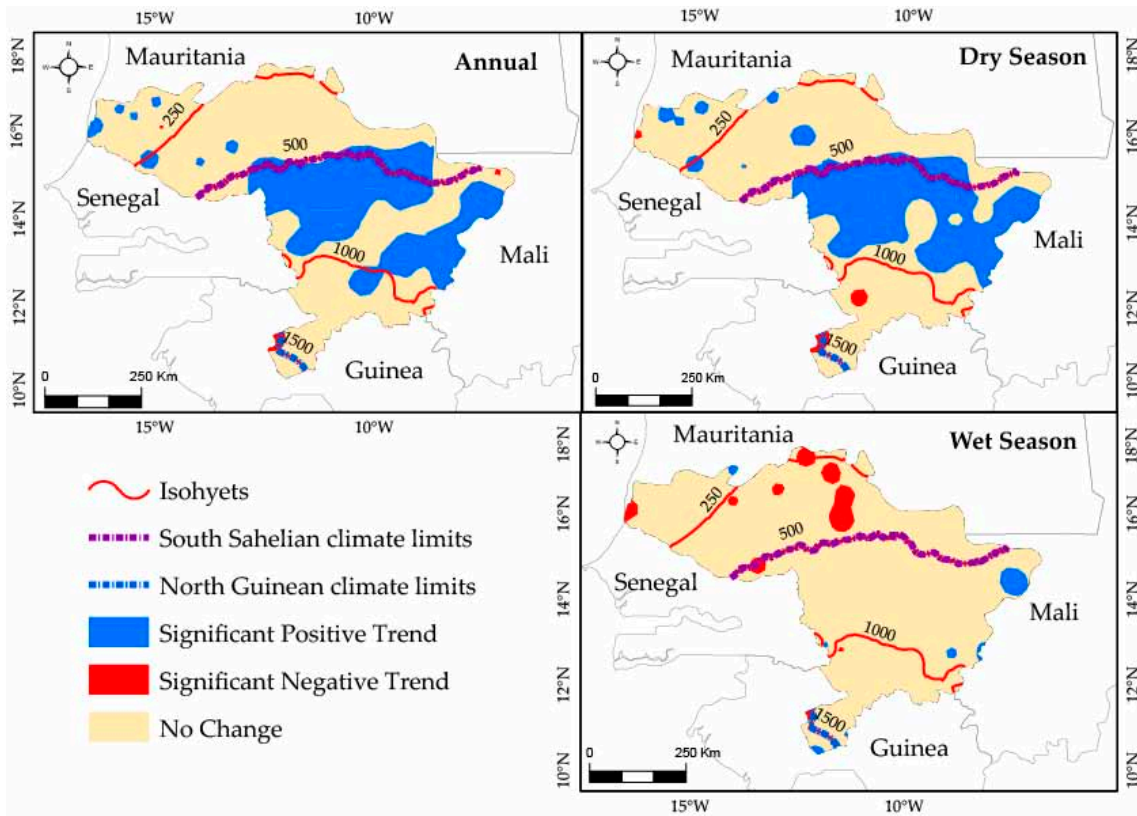 15°W 10°W 15°W 10°W
18°N 16°N 14°N 12°N 10°N
Mauritania
Annual
N
W E
S
250
500
Senegal
Mali
1000
1500
Guinea
0 250 Km
15°W 10°W
Mauritania
Dry Season
N
W E
S
250
500
Senegal
Mali
1000
1500
Guinea
0 250 Km
18°N 16°N 14°N 12°N 10°N
Isohyets
South Sahelian climate limits
North Guinean climate limits
Significant Positive Trend
Significant Negative Trend
No Change
Mauritania
Wet Season
N
W E
S
250
500
Senegal
Mali
1000
1500
Guinea
0 250 Km
18°N 16°N 14°N 12°N 10°N
18°N 16°N 14°N 12°N 10°N
15°W 10°W